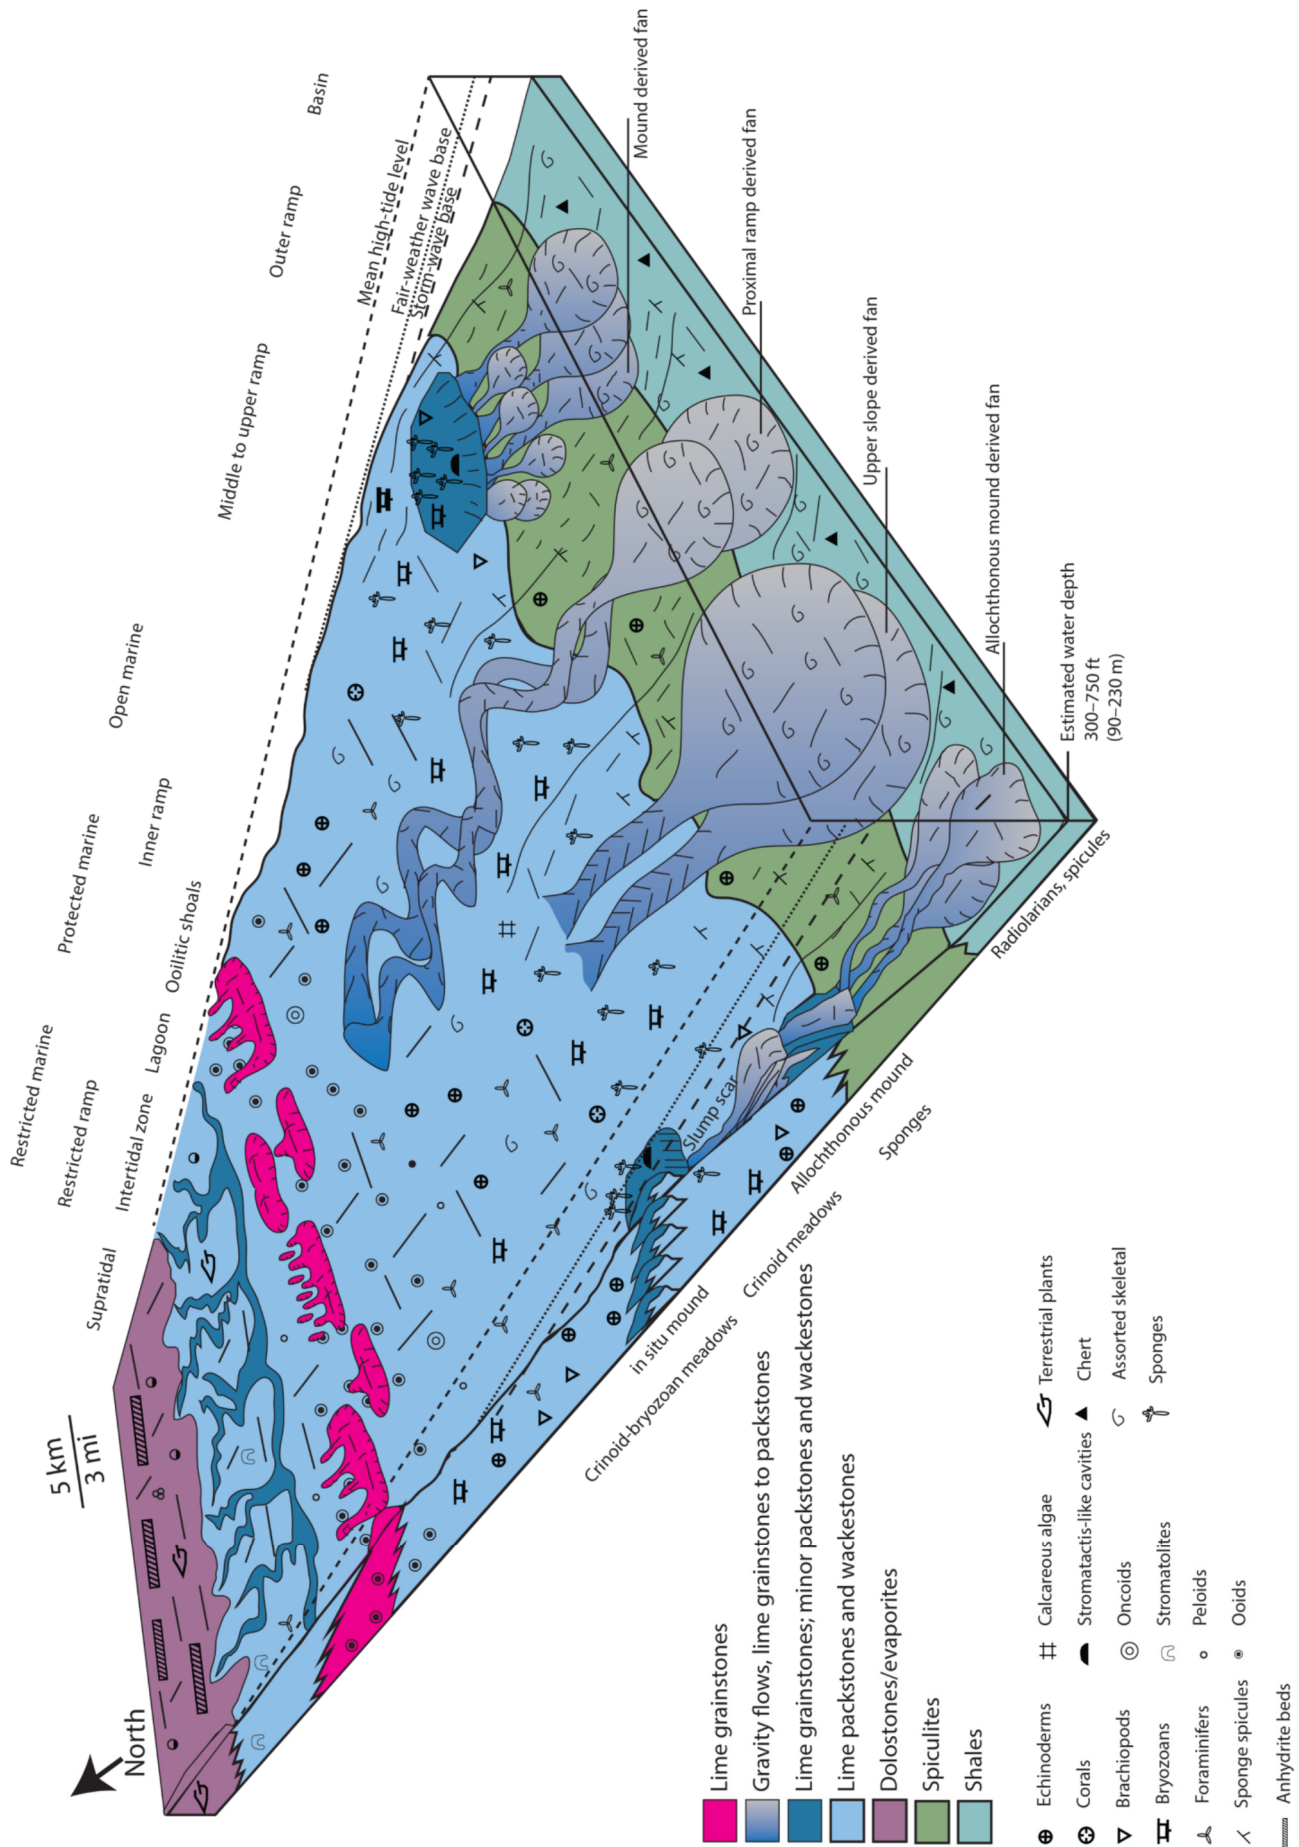 5 km
3 mi
North
Supratidal
Intertidal zone
Lagoon
Ooilitic shoals
Restricted ramp
Inner ramp
Middle to upper ramp
Outer ramp
Basin
Restricted marine
Protected marine
Open marine
Mean high-tide level
Fair-weather wave base
Storm-wave base
Mound derived fan
Proximal ramp derived fan
Upper slope derived fan
Allochthonous mound derived fan
Estimated water depth
300–750 ft
(90–230 m)
Radiolarians, spicules
Slump scar
Allochthonous mound
Sponges
Crinoid meadows
in situ mound
Crinoid-bryozoan meadows
Lime grainstones
Gravity flows, lime grainstones to packstones
Lime grainstones; minor packstones and wackestones
Lime packstones and wackestones
Dolostones/evaporites
Spiculites
Shales
Echinoderms
Corals
Brachiopods
Bryozoans
Foraminifers
Sponge spicules
Anhydrite beds
Calcareous algae
Stromatactis-like cavities
Oncoids
Stromatolites
Peloids
Ooids
Terrestrial plants
Chert
Assorted skeletal
Sponges